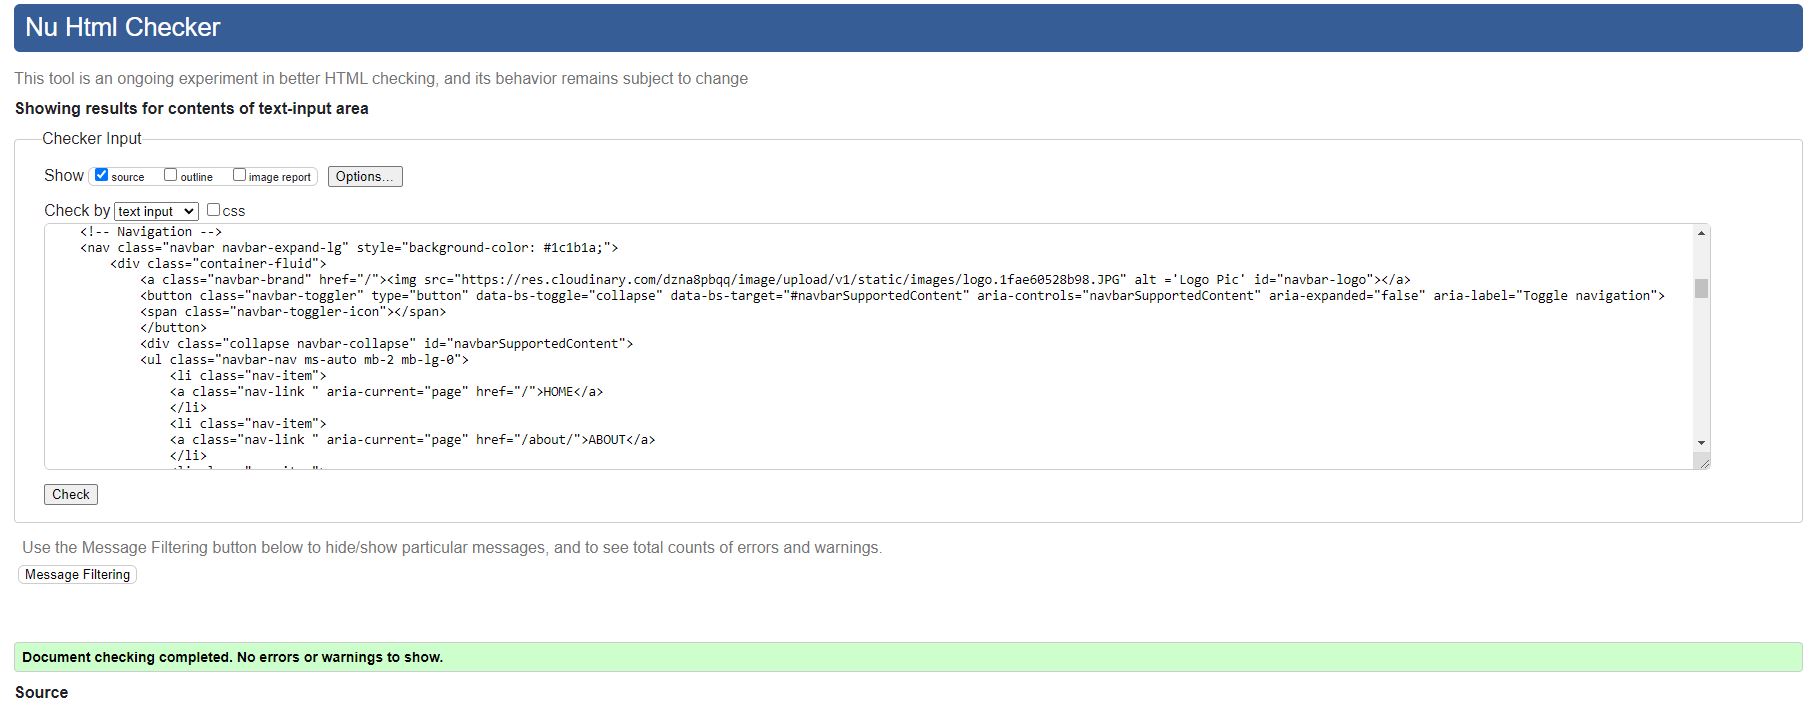 Nu Html Checker
This tool is an ongoing experiment in better HTML checking, and its behavior remains subject to change
Showing results for contents of text-input area
Checker Input
Show source outline image report Options...
Check by text input css
<!-- Navigation -->
<nav class="navbar navbar-expand-lg" style="background-color: #1c1b1a;">
<div class="container-fluid">
<a class="navbar-brand" href="/"><img src="https://res.cloudinary.com/dzna8pbqq/image/upload/v1/static/images/logo.1fae60528b98.JPG" alt ='Logo Pic' id="navbar-logo"></a>
<button class="navbar-toggler" type="button" data-bs-toggle="collapse" data-bs-target="#navbarSupportedContent" aria-controls="navbarSupportedContent" aria-expanded="false" aria-label="Toggle navigation">
<span class="navbar-toggler-icon"></span>
</button>
<div class="collapse navbar-collapse" id="navbarSupportedContent">
<ul class="navbar-nav ms-auto mb-2 mb-lg-0">
<li class="nav-item">
<a class="nav-link " aria-current="page" href="/">HOME</a>
</li>
<li class="nav-item">
<a class="nav-link " aria-current="page" href="/about/">ABOUT</a>
</li>
Check
Use the Message Filtering button below to hide/show particular messages, and to see total counts of errors and warnings.
Message Filtering
Document checking completed. No errors or warnings to show.
Source